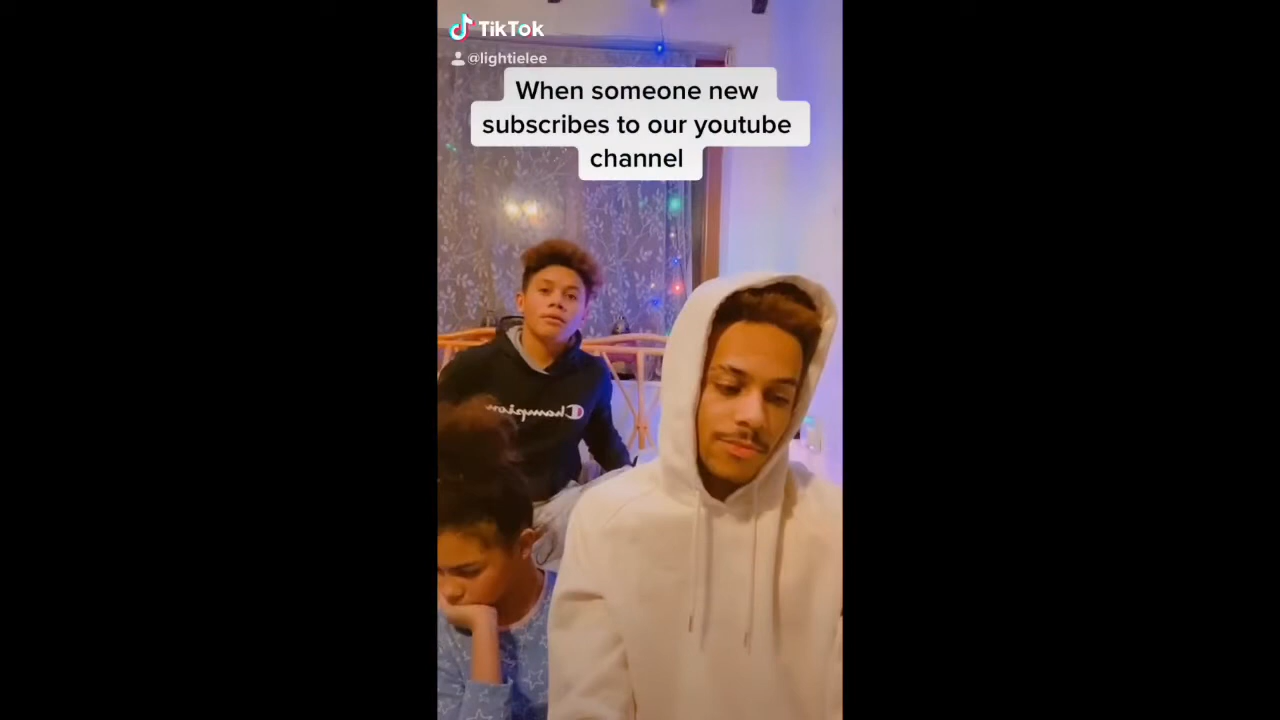 TikTok
@lightielee
When someone new
subscribes to our youtube
channel
Champion